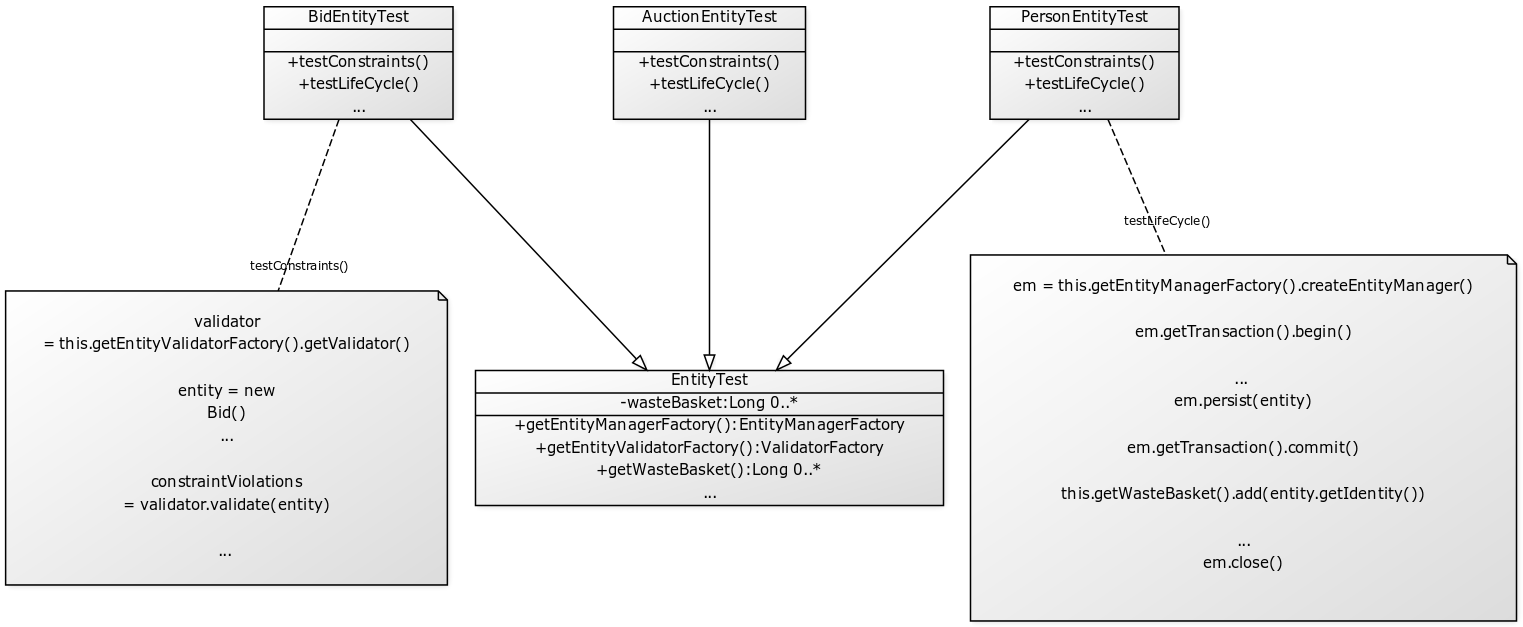 BidEntityTest
+testConstraints()
+testLifeCycle()
...
AuctionEntityTest
+testConstraints()
+testLifeCycle()
...
PersonEntityTest
+testConstraints()
+testLifeCycle()
...
testConstraints()
testLifeCycle()
validator
= this.getEntityValidatorFactory().getValidator()
entity = new
Bid()
...
constraintViolations
= validator.validate(entity)
...
EntityTest
-wasteBasket:Long 0..*
+getEntityManagerFactory():EntityManagerFactory
+getEntityValidatorFactory():ValidatorFactory
+getWasteBasket():Long 0..*
...
em = this.getEntityManagerFactory().createEntityManager()
em.getTransaction().begin()
...
em.persist(entity)
em.getTransaction().commit()
this.getWasteBasket().add(entity.getIdentity())
...
em.close()